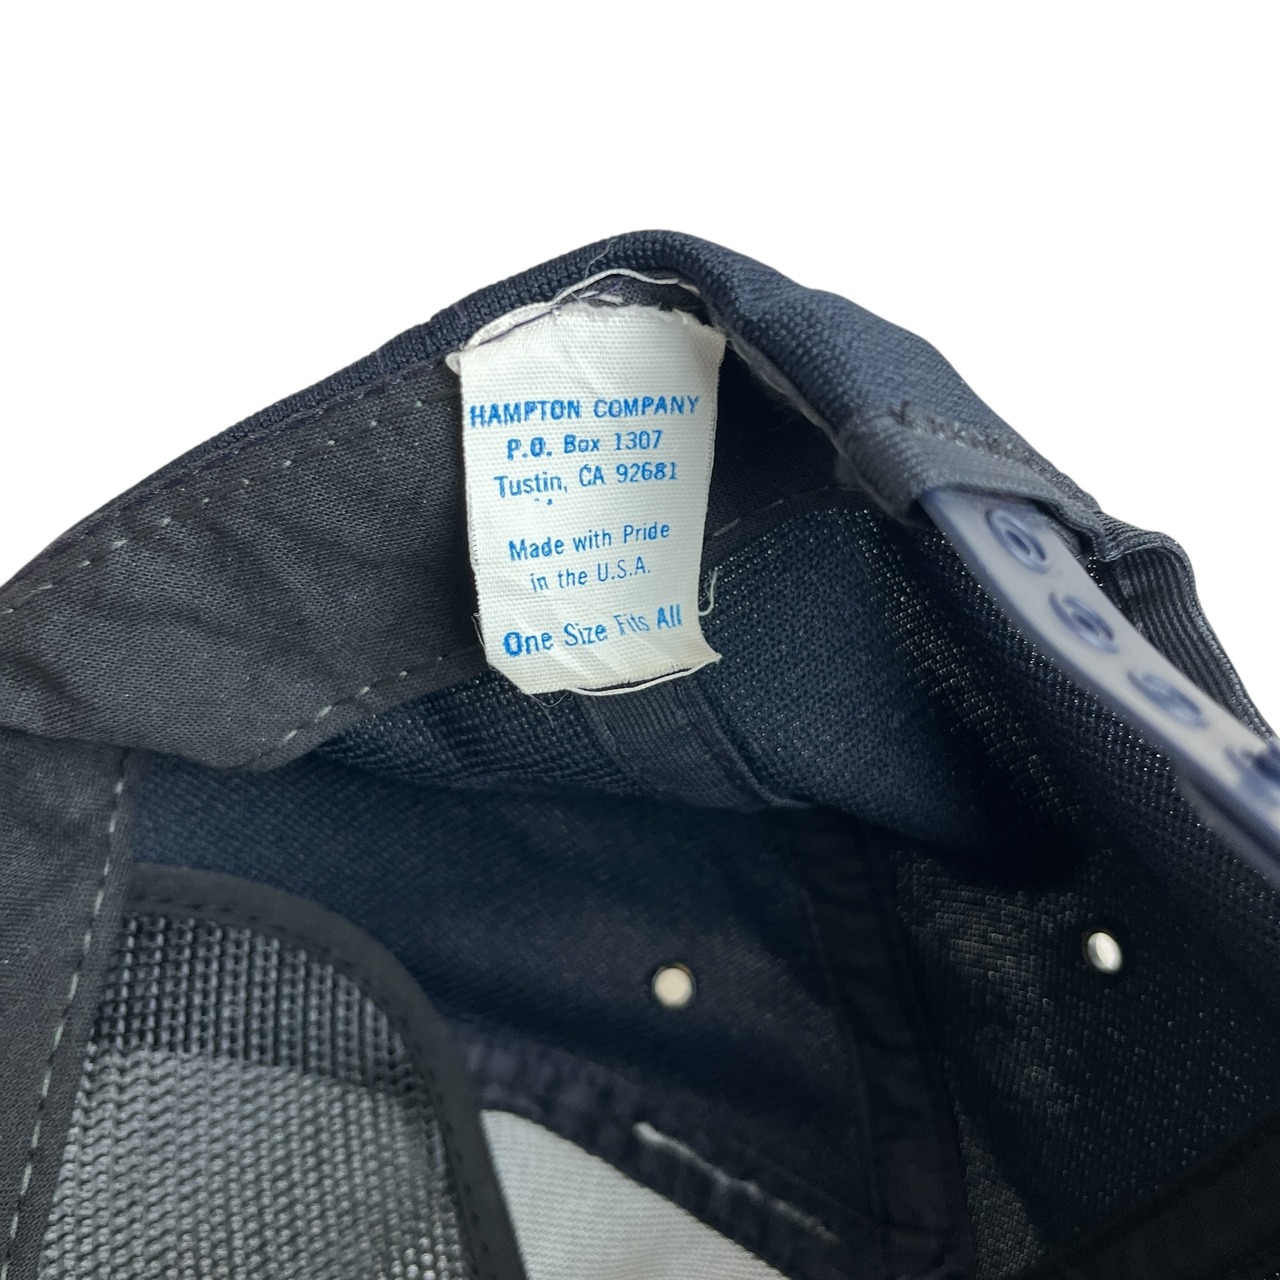 HAMPTON COMPANY
P.O. Box 1307
Tustin, CA 92681
Made with Pride
in the U.S.A.
One Size Fits All